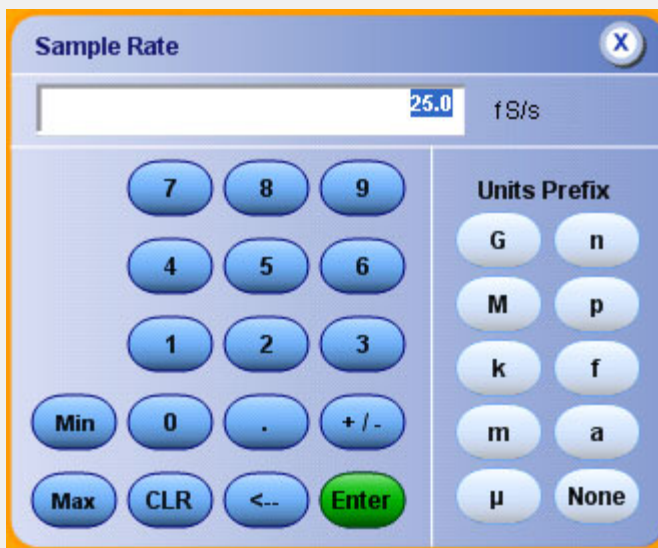 Sample Rate X
25.0 fS/s
7 8 9 Units Prefix
G n
4 5 6
M p
1 2 3
k f
Min 0 . + / -
m a
Max CLR <-- Enter
µ None